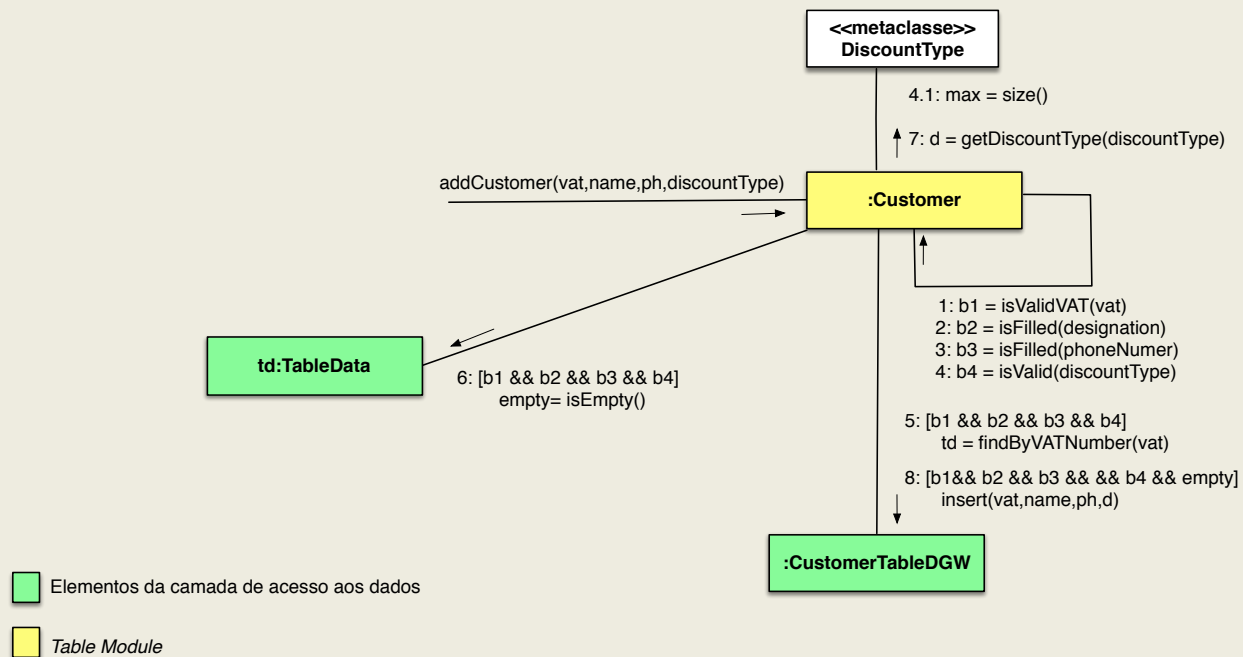 <<metaclasse>>
DiscountType
4.1: max = size()
7: d = getDiscountType(discountType)
addCustomer(vat,name,ph,discountType)
:Customer
1: b1 = isValidVAT(vat)
2: b2 = isFilled(designation)
3: b3 = isFilled(phoneNumer)
4: b4 = isValid(discountType)
td:TableData
6: [b1 && b2 && b3 && b4]
empty= isEmpty()
5: [b1 && b2 && b3 && b4]
td = findByVATNumber(vat)
8: [b1&& b2 && b3 && && b4 && empty]
insert(vat,name,ph,d)
:CustomerTableDGW
Elementos da camada de acesso aos dados
Table Module